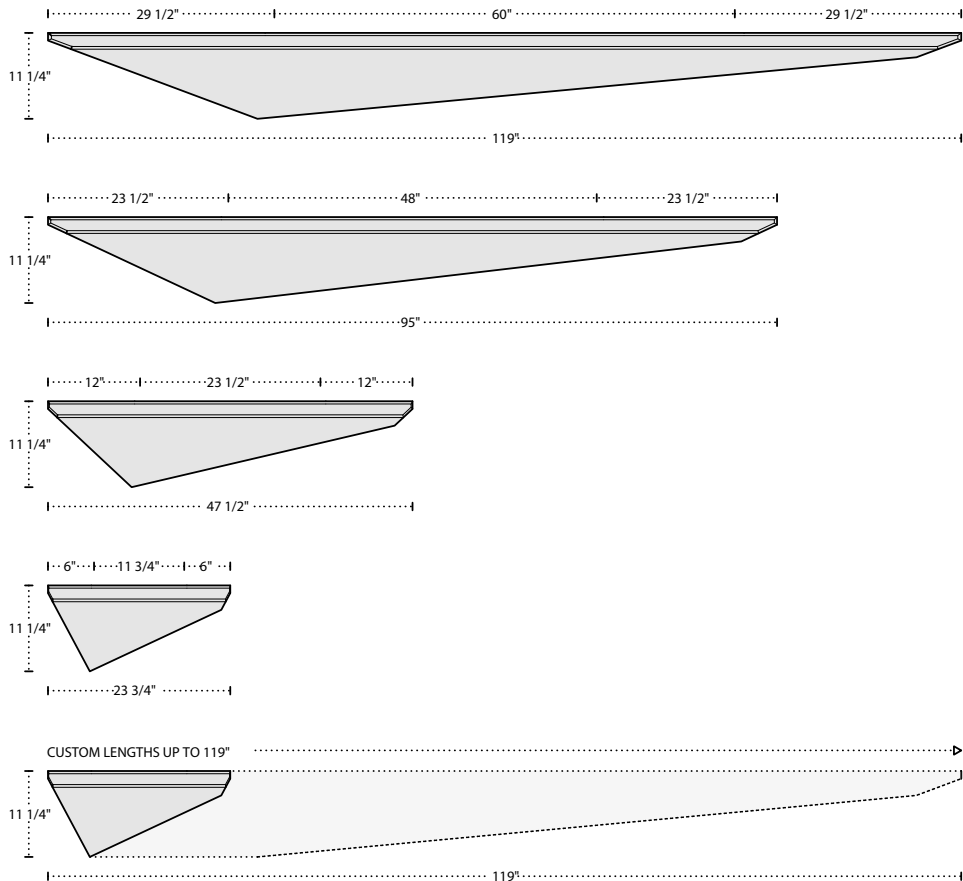 29 1/2" 60" 29 1/2"
11 1/4"
119"
23 1/2" 48" 23 1/2"
11 1/4"
95"
12" 23 1/2" 12"
11 1/4"
47 1/2"
6" 11 3/4" 6"
11 1/4"
23 3/4"
CUSTOM LENGTHS UP TO 119"
11 1/4"
119"